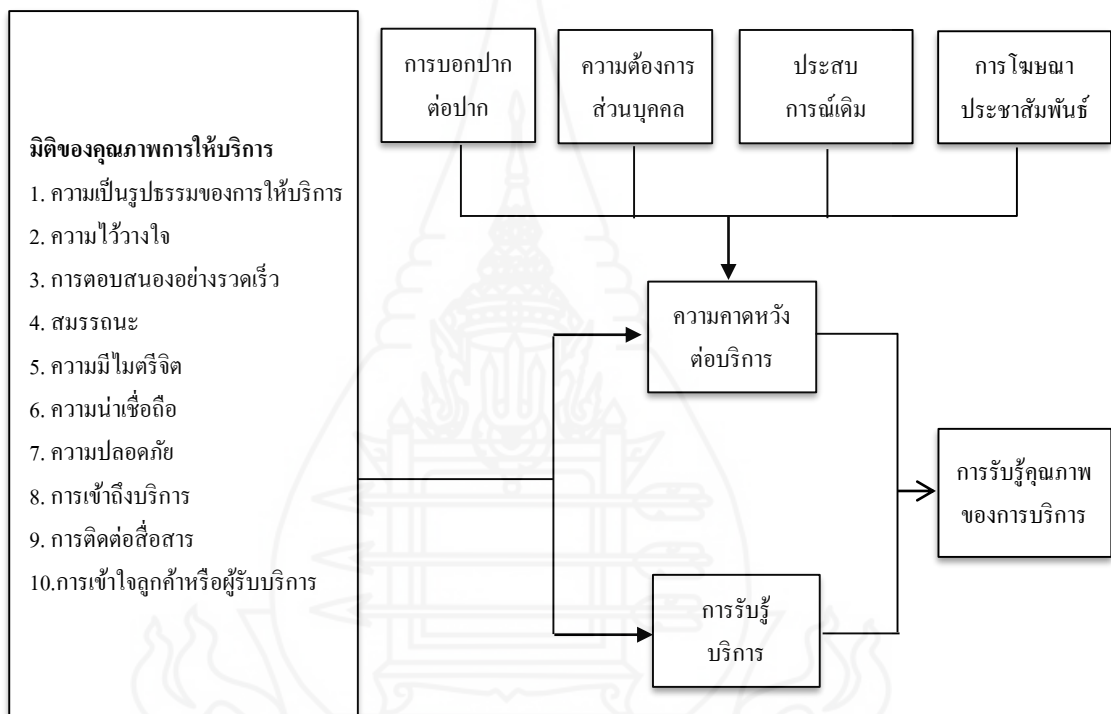 มิติของคุณภาพการให้บริการ
1. ความเป็นรูปธรรมของการให้บริการ
2. ความไว้วางใจ
3. การตอบสนองอย่างรวดเร็ว
4. สมรรถนะ
5. ความมีไมตรีจิต
6. ความน่าเชื่อถือ
7. ความปลอดภัย
8. การเข้าถึงบริการ
9. การติดต่อสื่อสาร
10.การเข้าใจลูกค้าหรือผู้รับบริการ
การบอกปาก
ต่อปาก
ความต้องการ
ส่วนบุคคล
ประสบ
การณ์เดิม
การโฆษณา
ประชาสัมพันธ์
ความคาดหวัง
ต่อบริการ
การรับรู้
บริการ
การรับรู้คุณภาพ
ของการบริการ